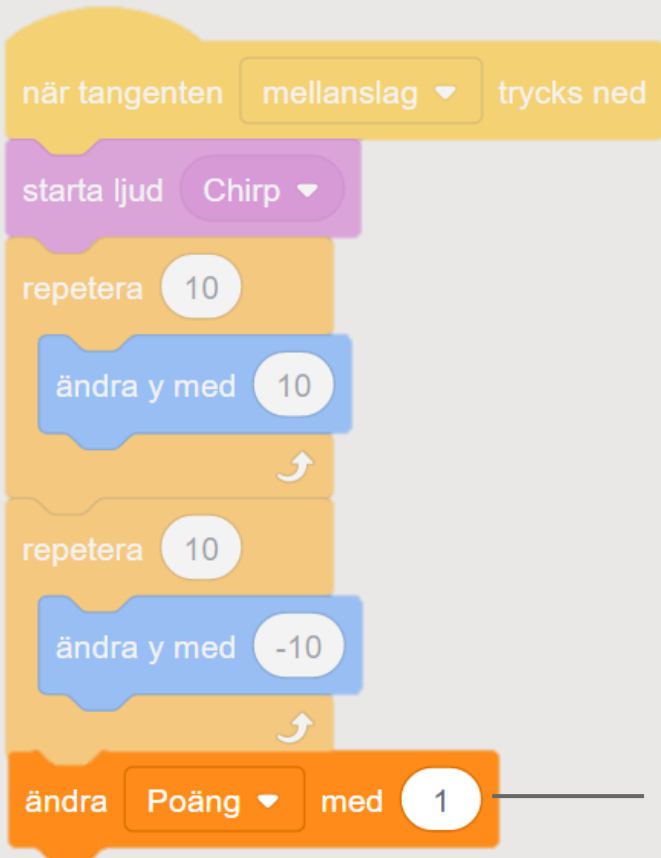 när tangenten mellanslag trycks ned
starta ljud Chirp
repetera 10
ändra y med 10
repetera 10
ändra y med -10
ändra Poäng med 1